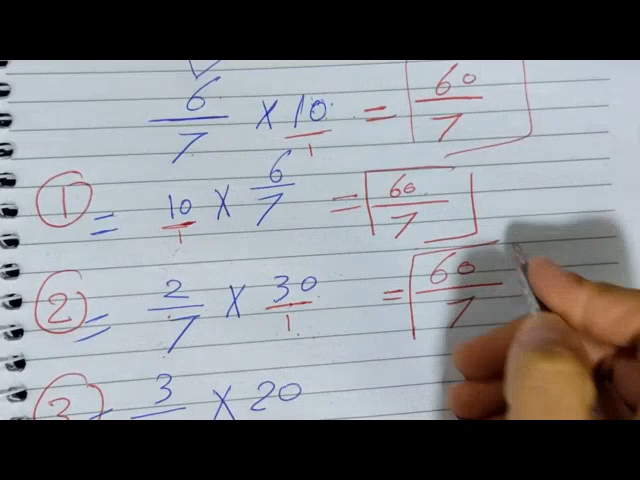 6/7 × 10/1 = 60/7
① = 10/1 × 6/7 = 60/7
② = 2/7 × 30/1 = 60/7
③ = 3/ × 20